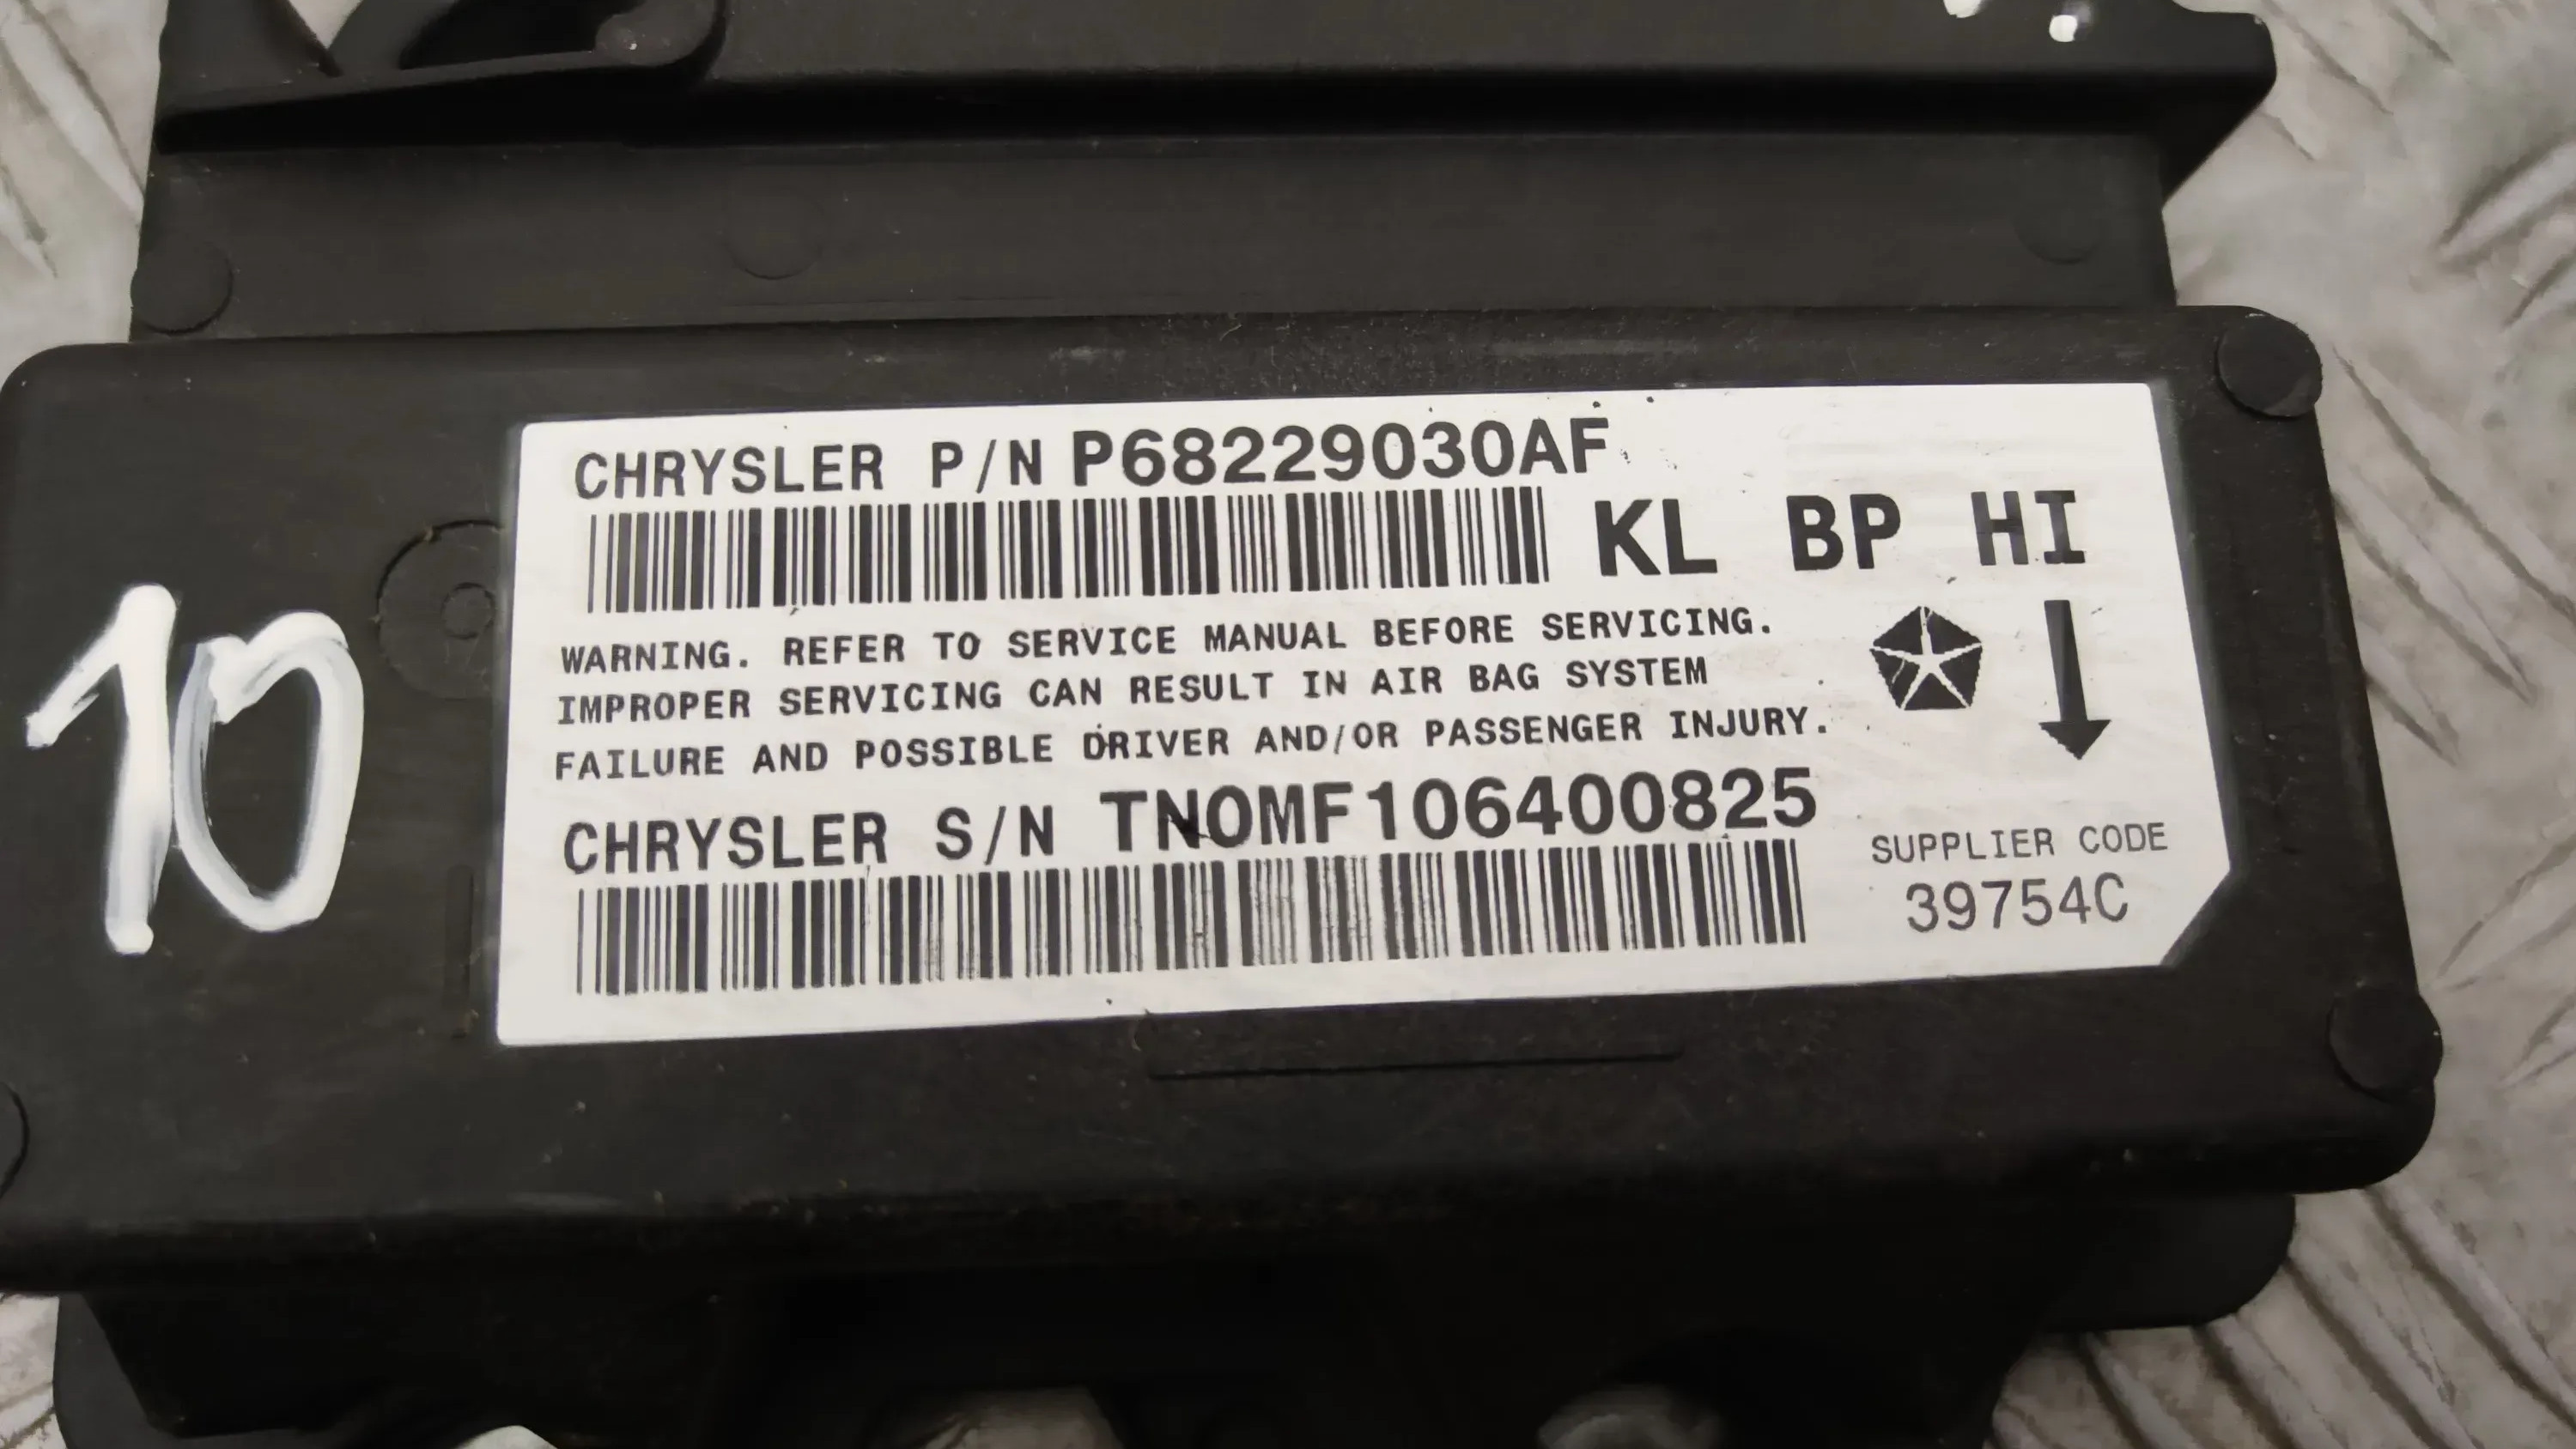 CHRYSLER P/N P68229030AF
KL BP HI
WARNING. REFER TO SERVICE MANUAL BEFORE SERVICING.
IMPROPER SERVICING CAN RESULT IN AIR BAG SYSTEM
FAILURE AND POSSIBLE DRIVER AND/OR PASSENGER INJURY.
CHRYSLER S/N TN0MF106400825
SUPPLIER CODE
39754C
10